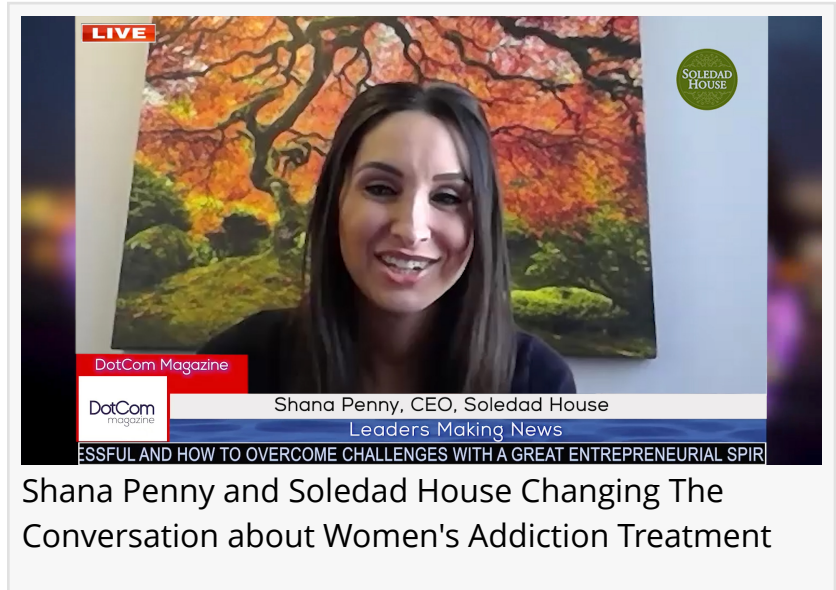 LIVE
SOLEDAD
HOUSE
DotCom Magazine
DotCom
magazine
Shana Penny, CEO, Soledad House
Leaders Making News
ESSFUL AND HOW TO OVERCOME CHALLENGES WITH A GREAT ENTREPRENEURIAL SPIR
Shana Penny and Soledad House Changing The
Conversation about Women's Addiction Treatment